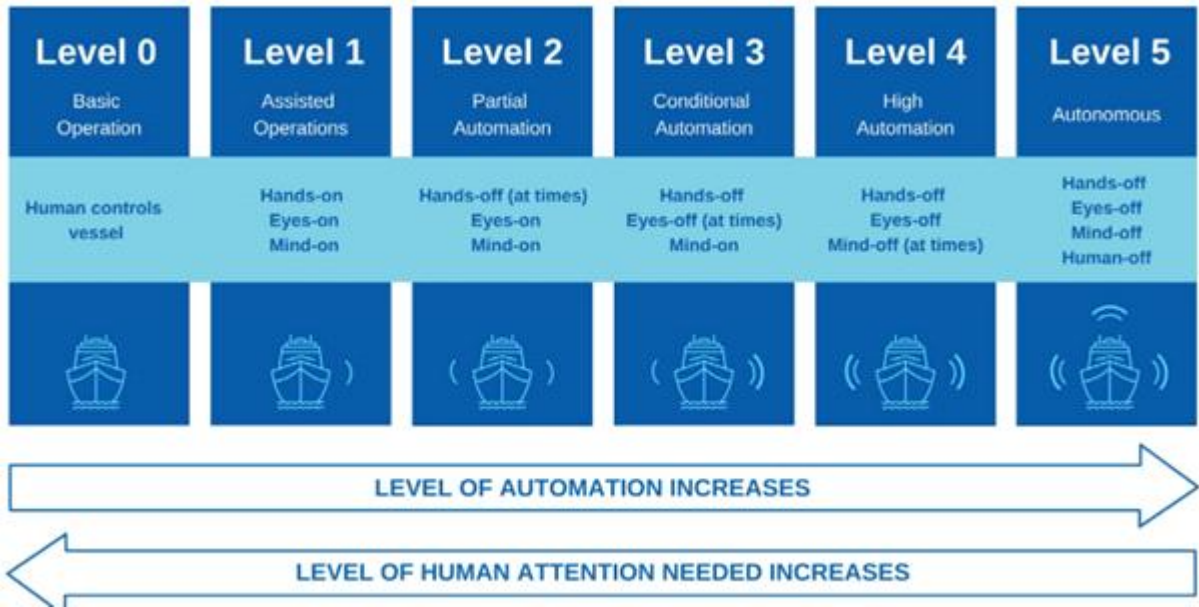 Level 0
Basic
Operation
Human controls
vessel
Level 1
Assisted
Operations
Hands-on
Eyes-on
Mind-on
Level 2
Partial
Automation
Hands-off (at times)
Eyes-on
Mind-on
Level 3
Conditional
Automation
Hands-off
Eyes-off (at times)
Mind-on
Level 4
High
Automation
Hands-off
Eyes-off
Mind-off (at times)
Level 5
Autonomous
Hands-off
Eyes-off
Mind-off
Human-off
LEVEL OF AUTOMATION INCREASES
LEVEL OF HUMAN ATTENTION NEEDED INCREASES